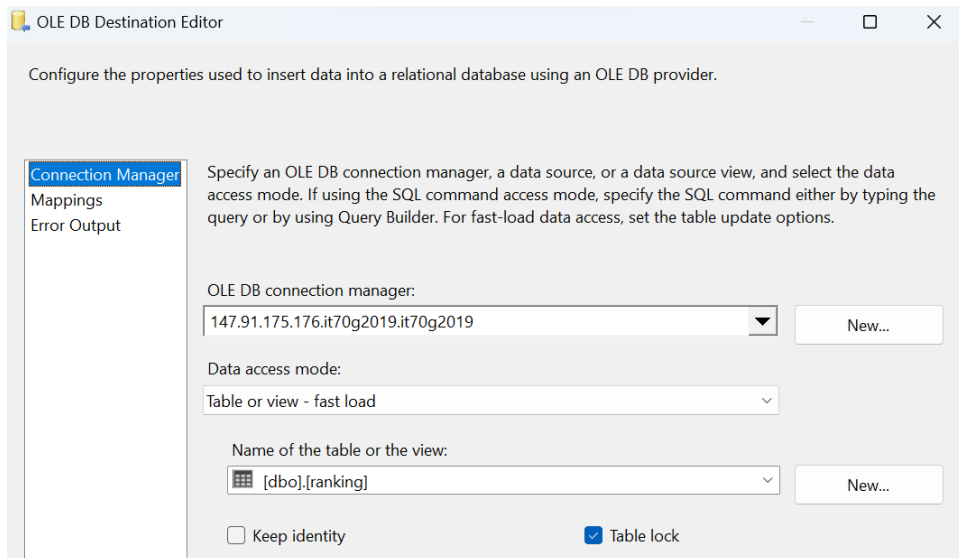 OLE DB Destination Editor
Configure the properties used to insert data into a relational database using an OLE DB provider.
Connection Manager
Mappings
Error Output
Specify an OLE DB connection manager, a data source, or a data source view, and select the data
access mode. If using the SQL command access mode, specify the SQL command either by typing the
query or by using Query Builder. For fast-load data access, set the table update options.
OLE DB connection manager:
147.91.175.176.it70g2019.it70g2019
New...
Data access mode:
Table or view - fast load
Name of the table or the view:
[dbo].[ranking]
New...
Keep identity
Table lock